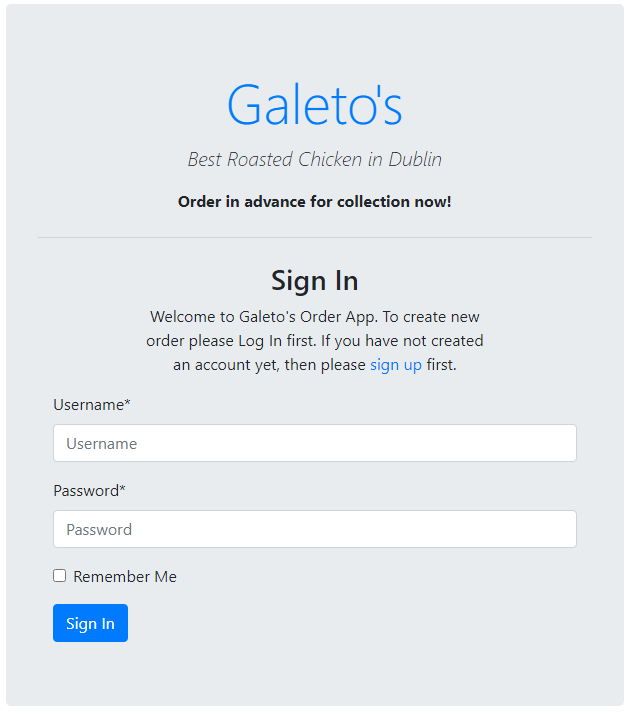 Galeto's
Best Roasted Chicken in Dublin
Order in advance for collection now!
Sign In
Welcome to Galeto's Order App. To create new
order please Log In first. If you have not created
an account yet, then please sign up first.
Username*
Username
Password*
Password
Remember Me
Sign In